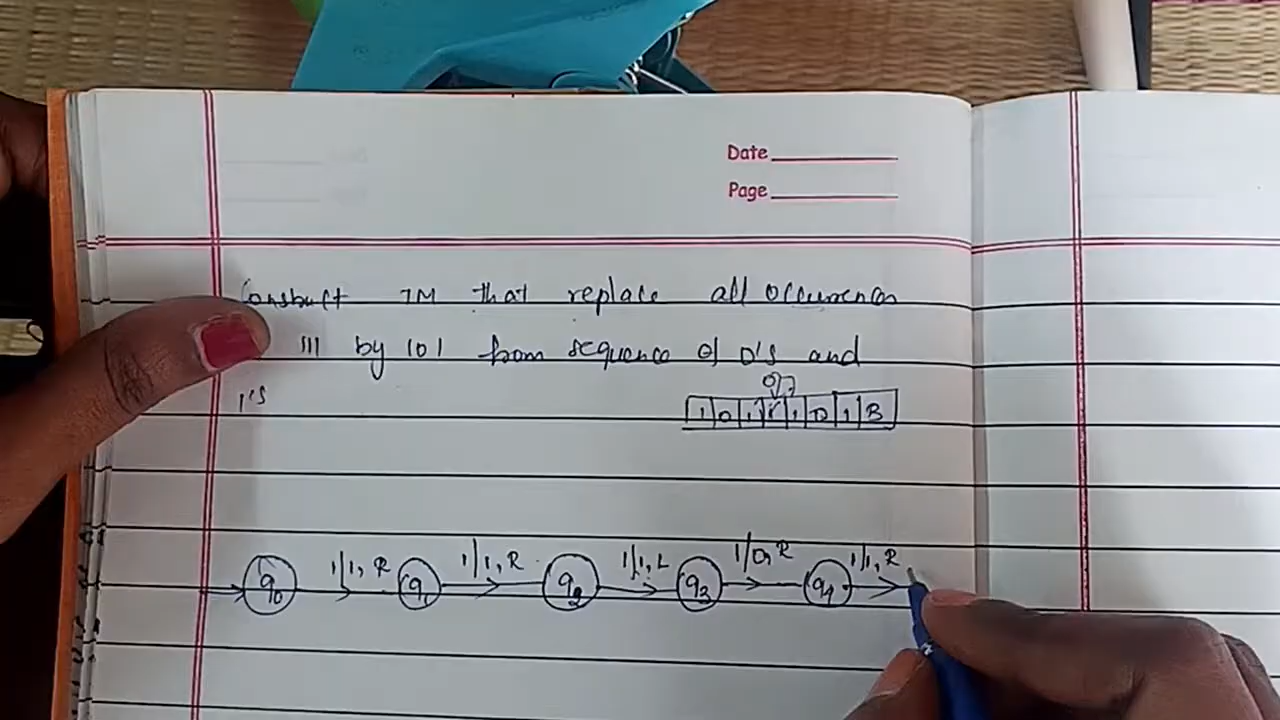 Date
Page
Construct TM that replace all Occurrences
111 by 101 from sequence of 0's and
1's
1 0 1 1 1 0 1 B
q0 1/1, R q1 1/1, R q2 1/1, L q3 1/0, R q4 1/1, R